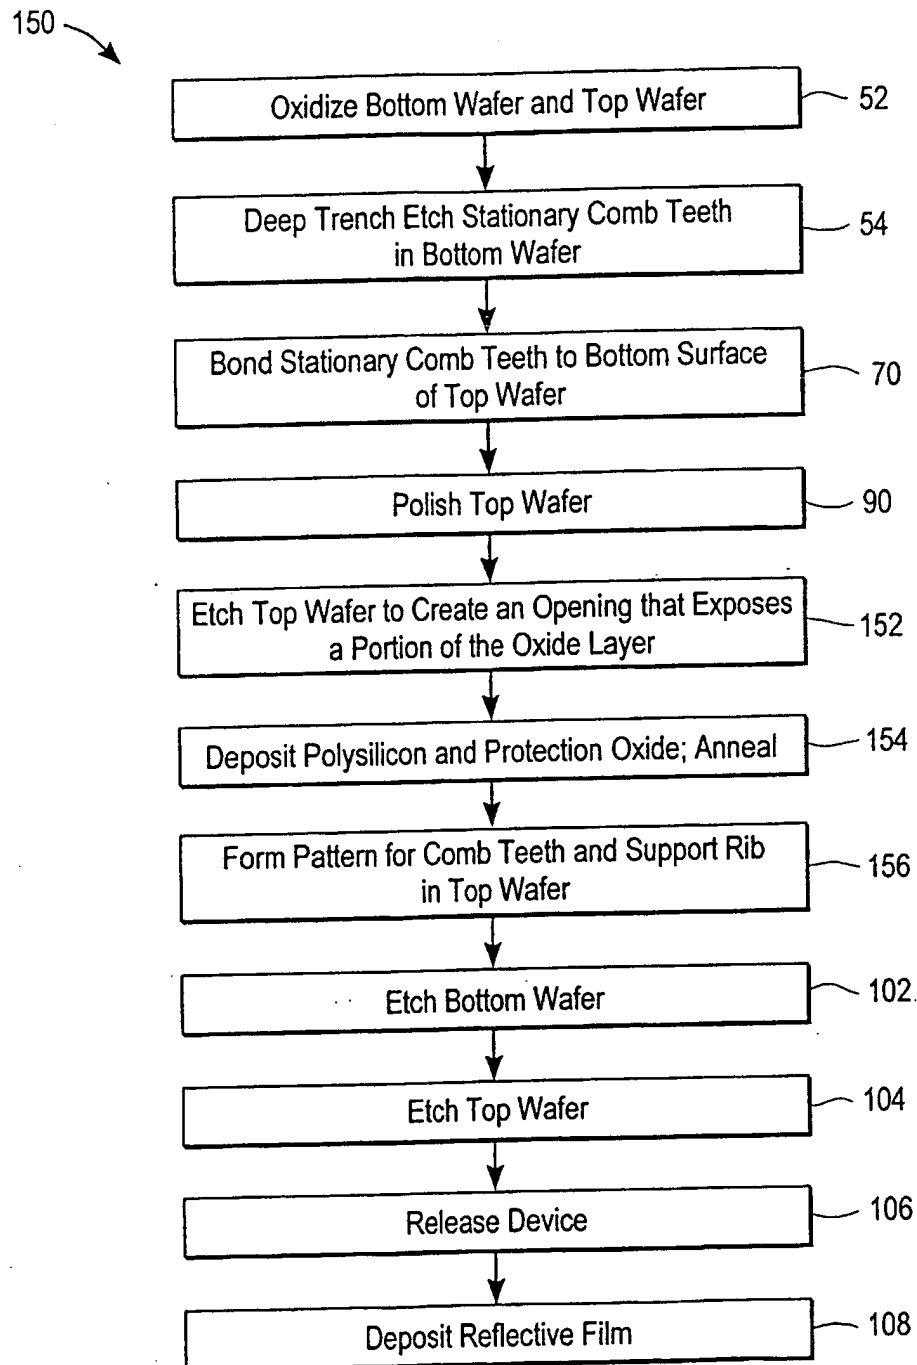 150
Oxidize Bottom Wafer and Top Wafer
52
Deep Trench Etch Stationary Comb Teeth
in Bottom Wafer
54
Bond Stationary Comb Teeth to Bottom Surface
of Top Wafer
70
Polish Top Wafer
90
Etch Top Wafer to Create an Opening that Exposes
a Portion of the Oxide Layer
152
Deposit Polysilicon and Protection Oxide; Anneal
154
Form Pattern for Comb Teeth and Support Rib
in Top Wafer
156
Etch Bottom Wafer
102
Etch Top Wafer
104
Release Device
106
Deposit Reflective Film
108